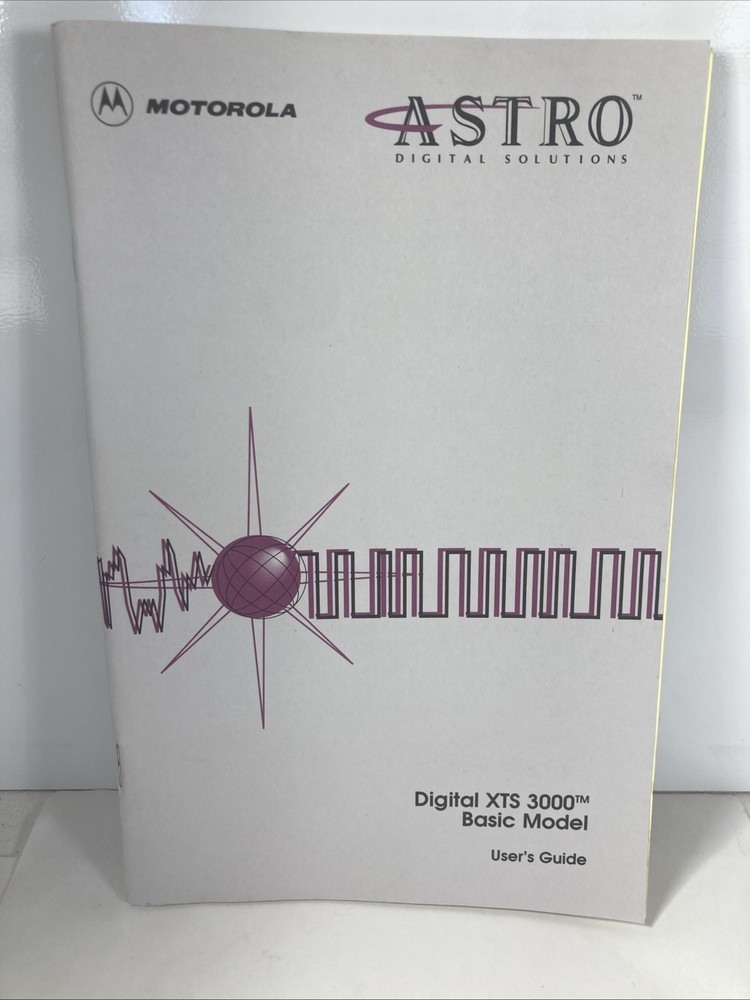 MOTOROLA
ASTRO™
DIGITAL SOLUTIONS
Digital XTS 3000™
Basic Model
User's Guide